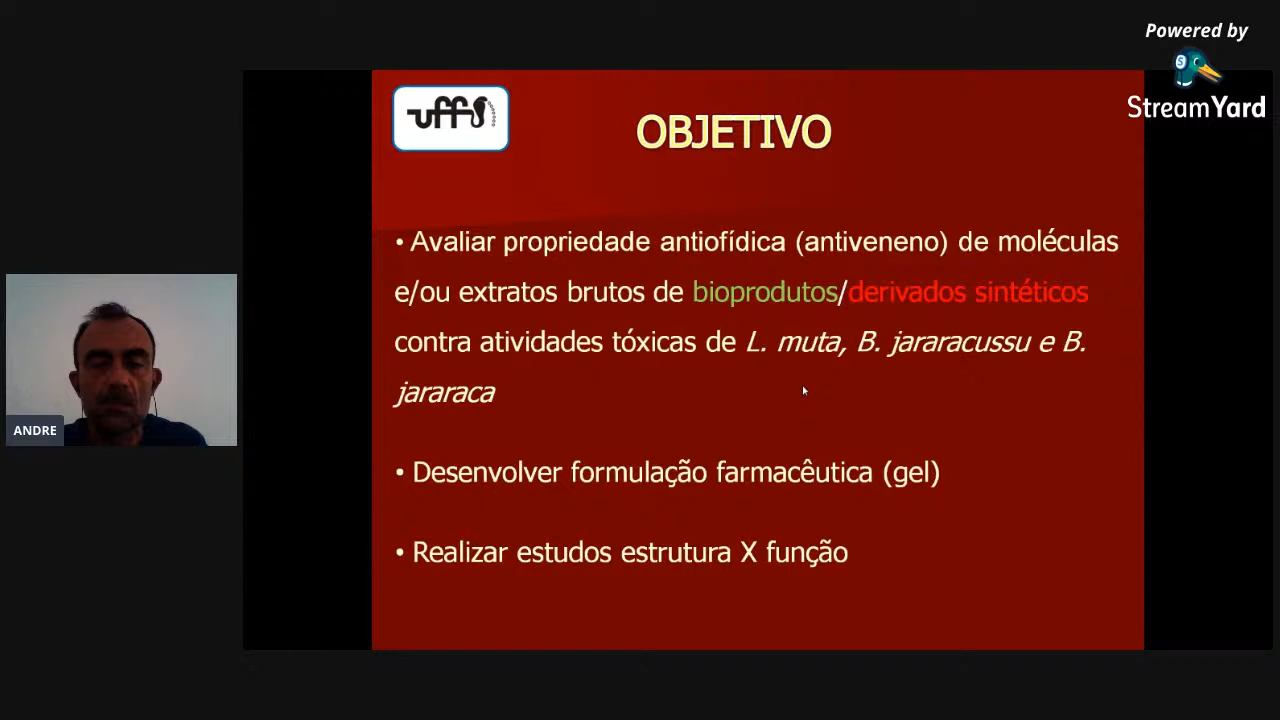 Powered by
StreamYard
uff
OBJETIVO
• Avaliar propriedade antiofídica (antiveneno) de moléculas
e/ou extratos brutos de bioprodutos/derivados sintéticos
contra atividades tóxicas de L. muta, B. jararacussu e B.
jararaca
ANDRE
• Desenvolver formulação farmacêutica (gel)
• Realizar estudos estrutura X função